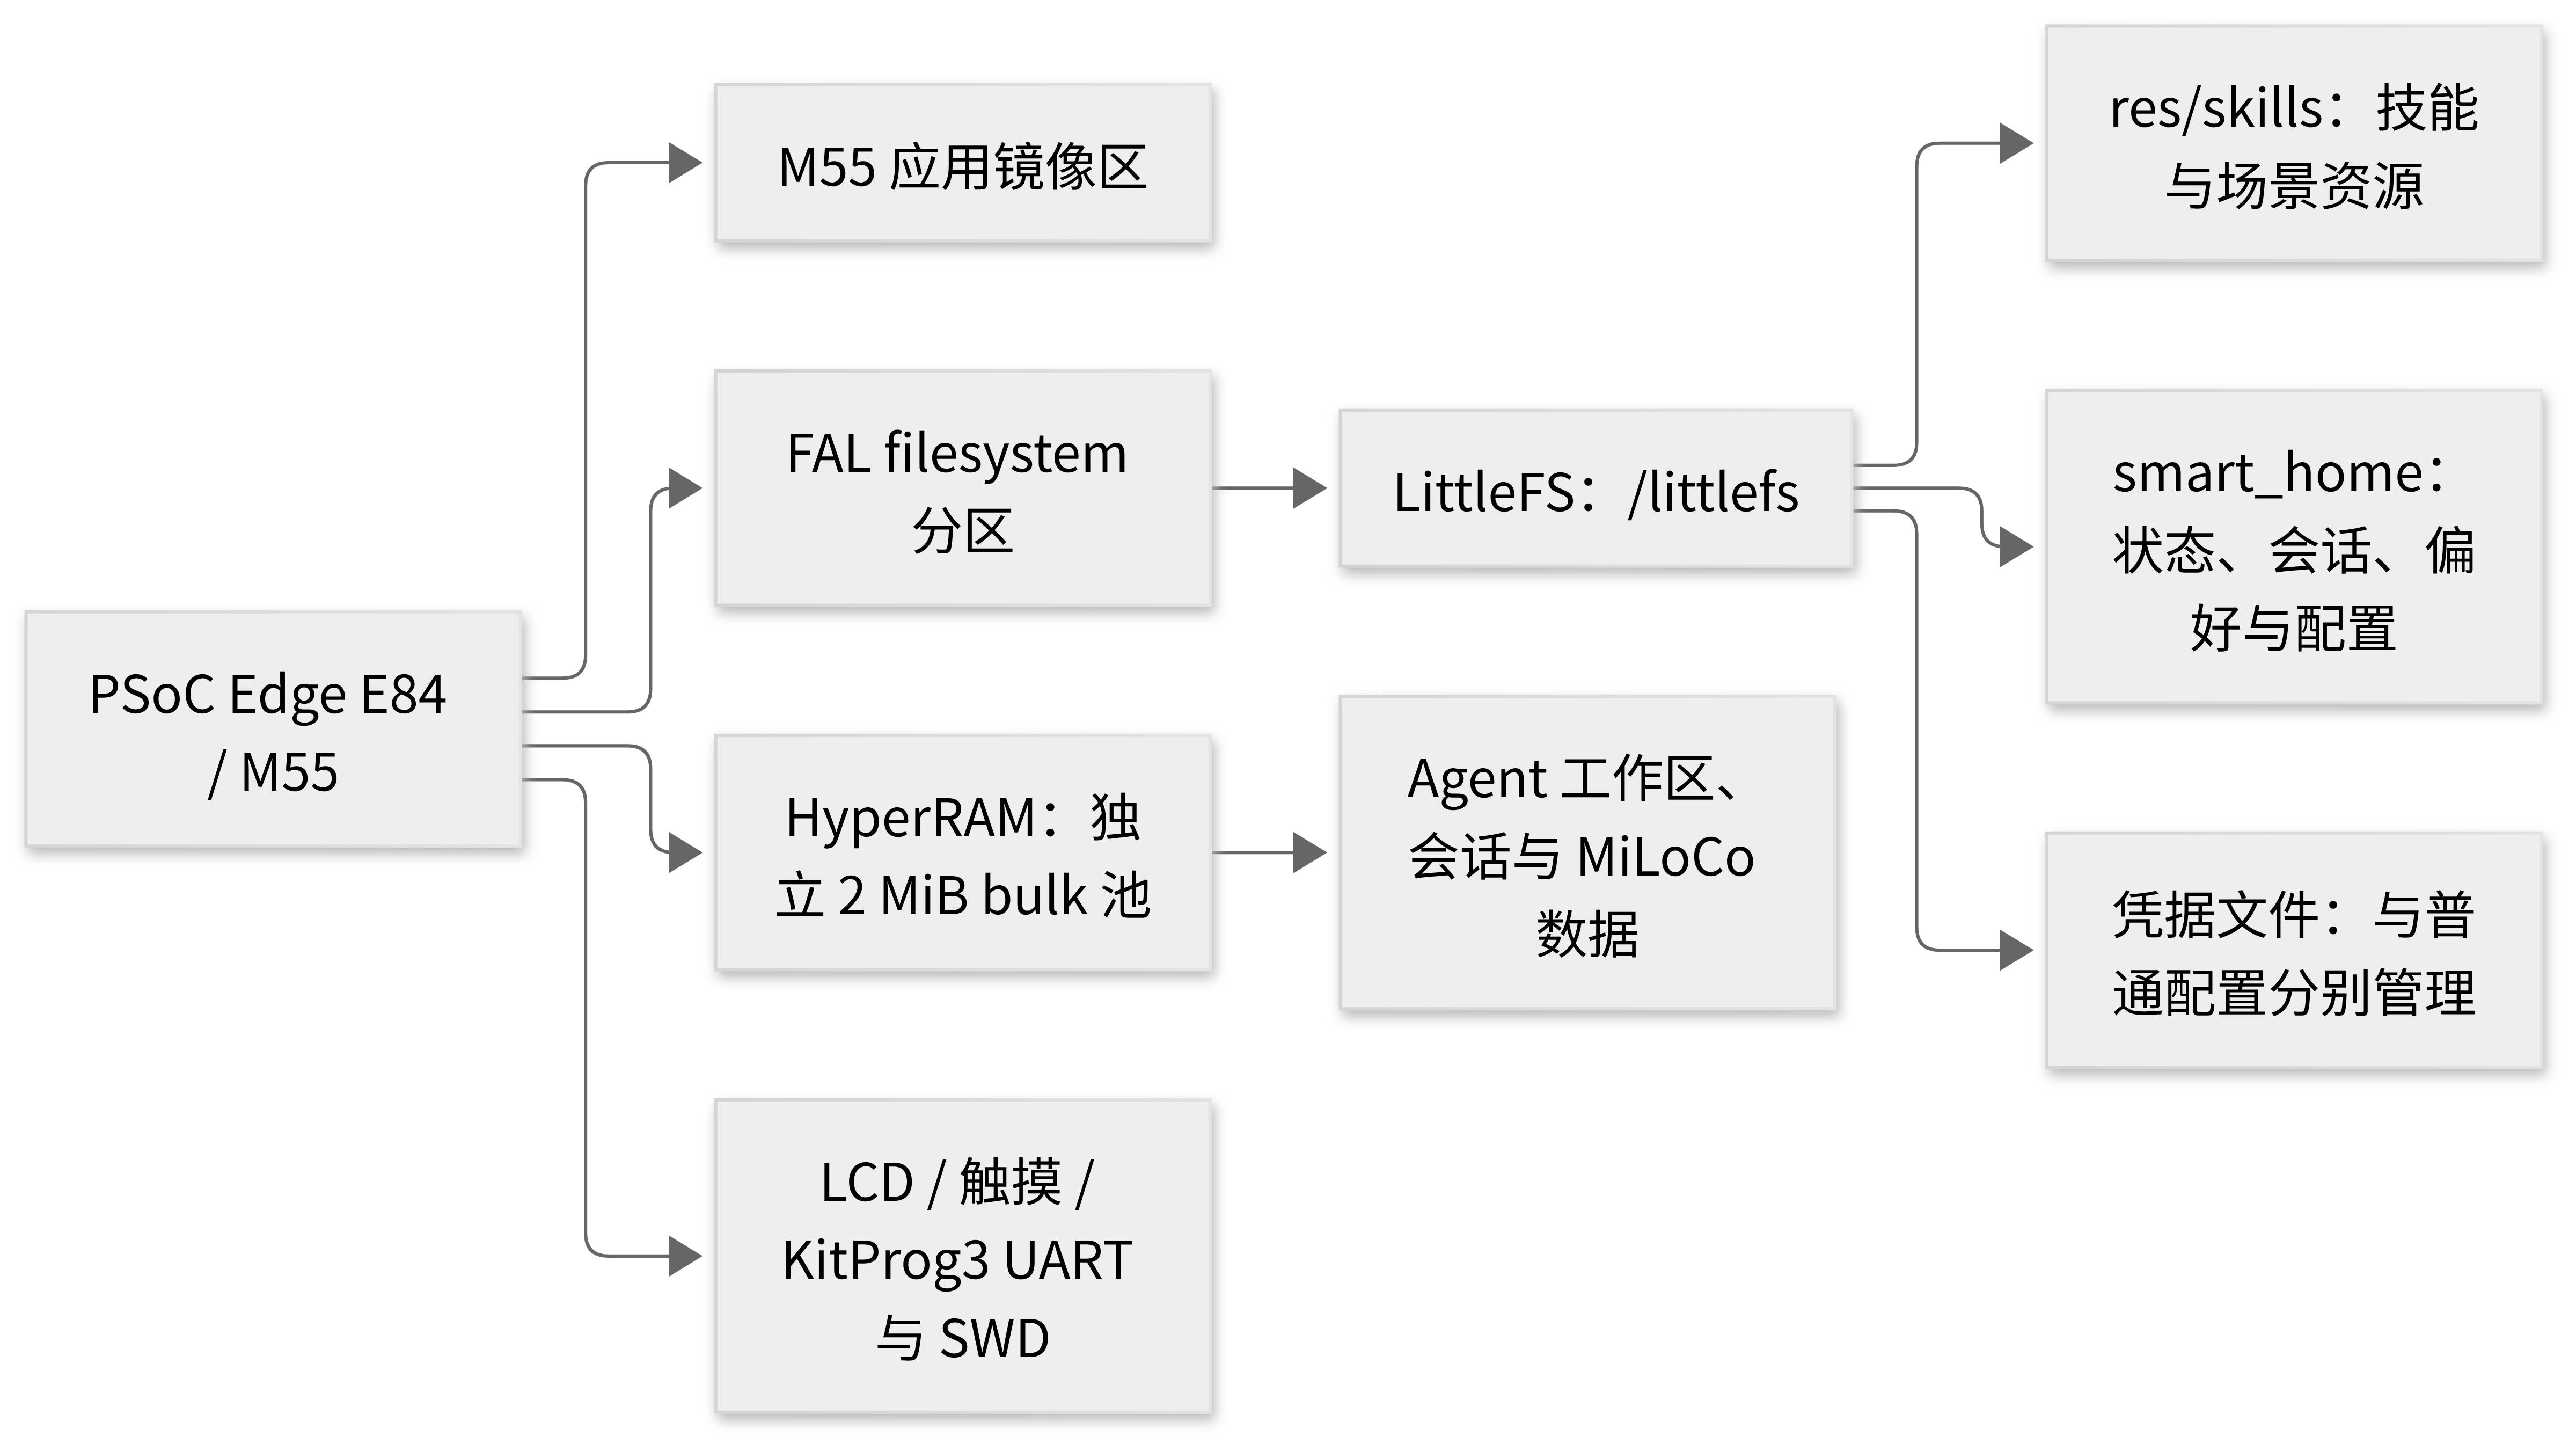 PSoC Edge E84
/ M55
M55 应用镜像区
FAL filesystem
分区
HyperRAM：独
立 2 MiB bulk 池
LCD / 触摸 /
KitProg3 UART
与 SWD
LittleFS：/littlefs
Agent 工作区、
会话与 MiLoCo
数据
res/skills：技能
与场景资源
smart_home：
状态、会话、偏
好与配置
凭据文件：与普
通配置分别管理